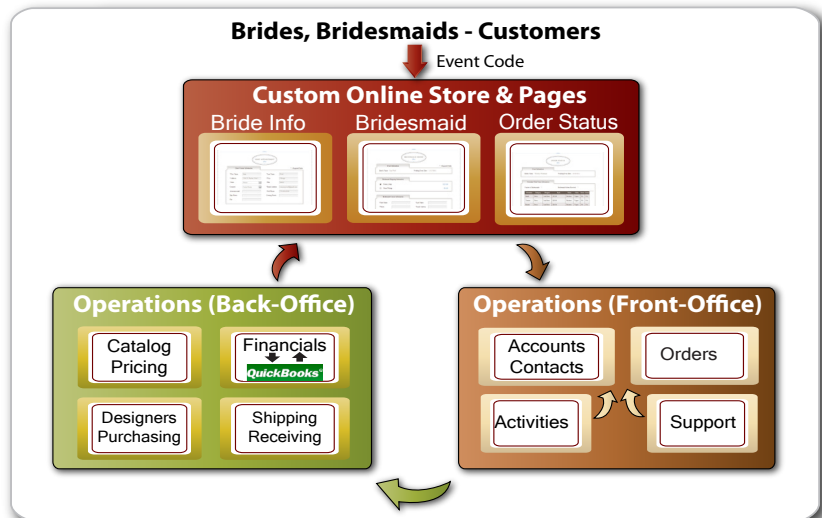 Brides, Bridesmaids - Customers
Event Code
Custom Online Store & Pages
Bride Info
Bridesmaid
Order Status
Operations (Back-Office)
Catalog
Pricing
Financials
QuickBooks
Designers
Purchasing
Shipping
Receiving
Operations (Front-Office)
Accounts
Contacts
Orders
Activities
Support